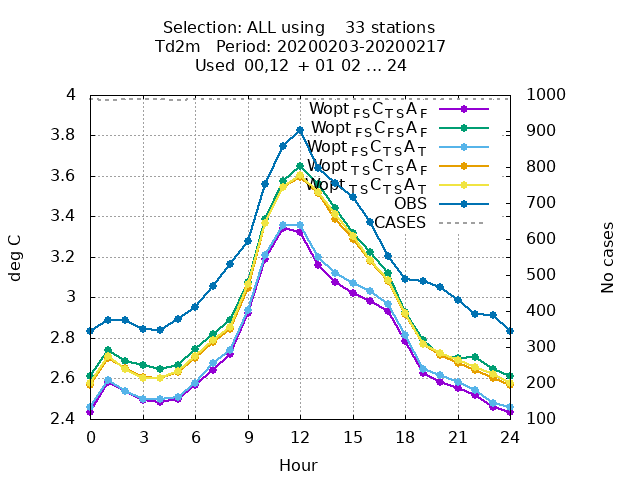 Selection: ALL using 33 stations
Td2m Period: 20200203-20200217
Used 00,12 + 01 02 ... 24
4
3.8
3.6
3.4
3.2
3
2.8
2.6
2.4
deg C
1000
900
800
700
600
500
400
300
200
100
No cases
Wopt FS C TS A F
Wopt FS C FS A F
Wopt FS C TS A T
Wopt TS C TS A F
Wopt TS C TS A T
OBS
CASES
0 3 6 9 12 15 18 21 24
Hour